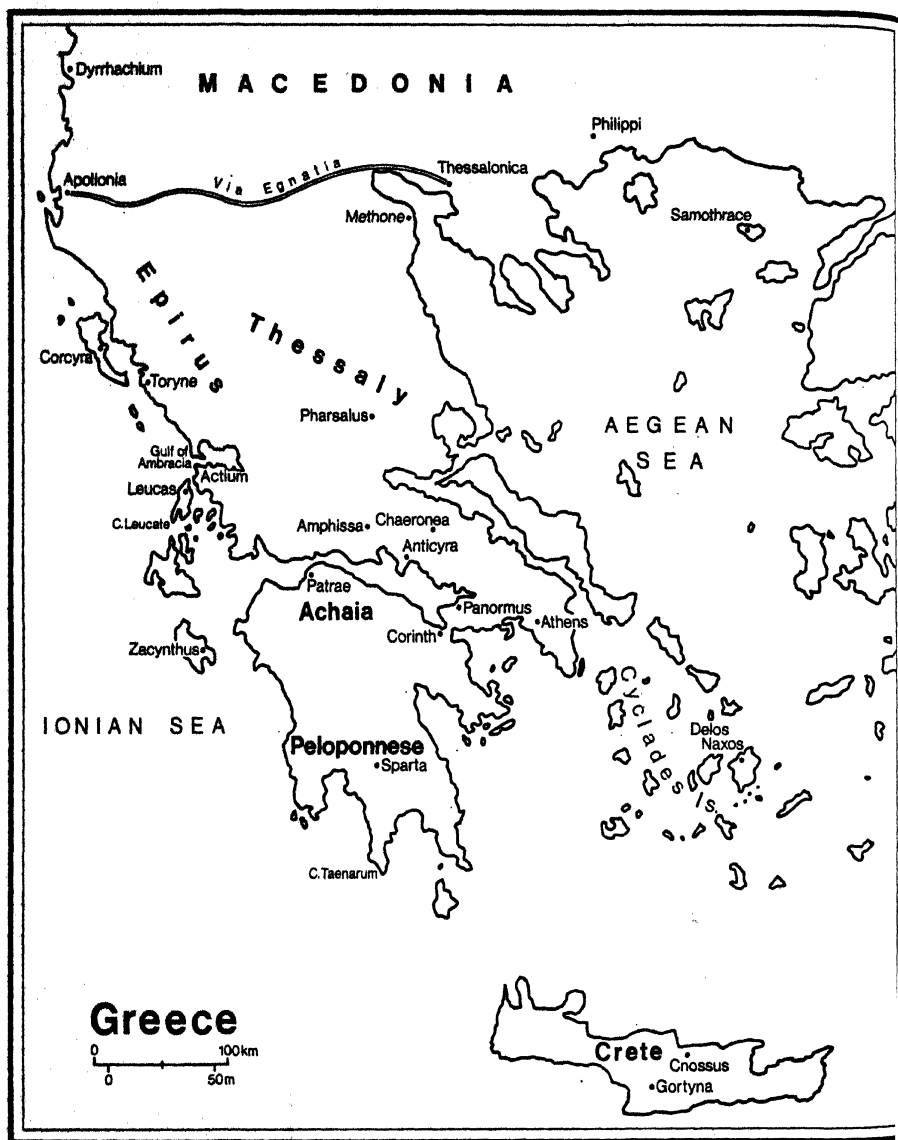 Dyrrhachium
MACEDONIA
Philippi
Apollonia
Via Egnatia
Thessalonica
Methone
Samothrace
Epirus
Thessaly
Corcyra
Toryne
Pharsalus
AEGEAN
SEA
Gulf of
Ambracia
Actium
Leucas
C.Leucate
Amphissa
Chaeronea
Anticyra
Patrae
Achaia
Panormus
Athens
Corinth
Zacynthus
IONIAN SEA
Cyclades Is.
Delos
Naxos
Peloponnese
Sparta
C.Taenarum
Greece
0 100km
0 50m
Crete
Cnossus
Gortyna